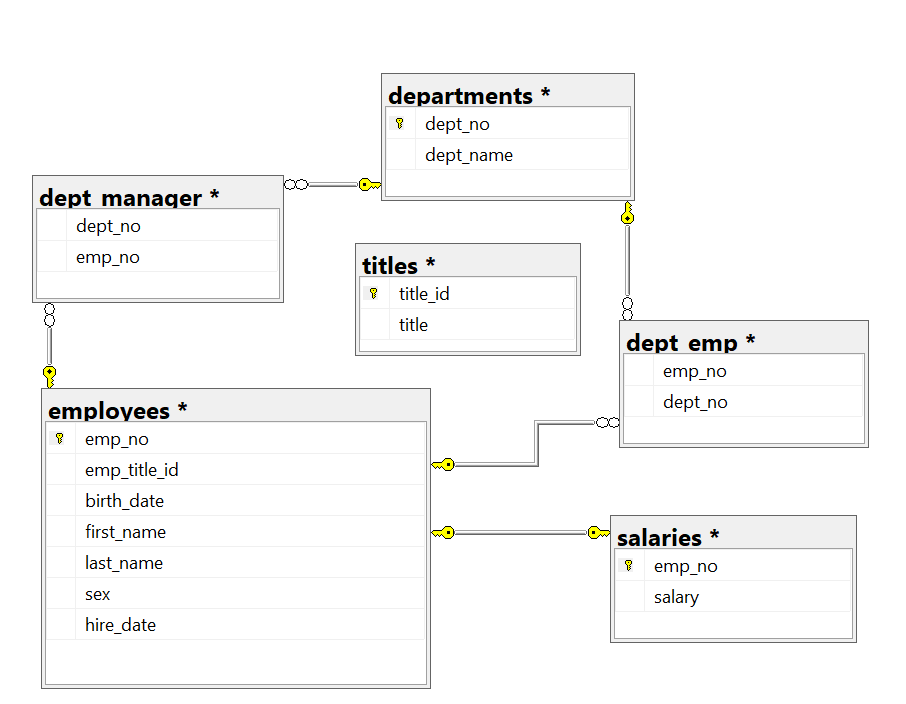 departments *
dept_no
dept_name
dept_manager *
dept_no
emp_no
titles *
title_id
title
dept_emp *
emp_no
dept_no
employees *
emp_no
emp_title_id
birth_date
first_name
last_name
sex
hire_date
salaries *
emp_no
salary